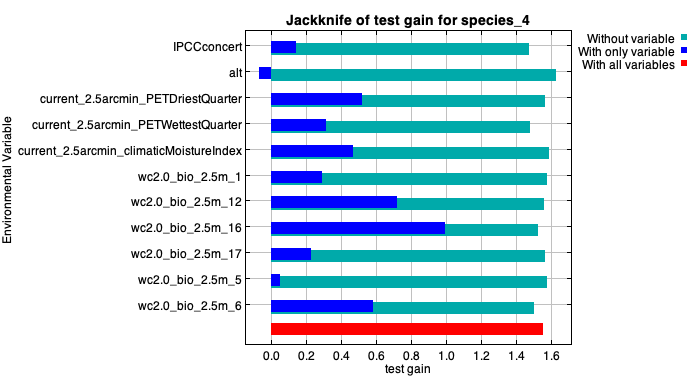 Jackknife of test gain for species_4
Without variable
With only variable
With all variables
Environmental Variable
IPCCconcert
alt
current_2.5arcmin_PETDriestQuarter
current_2.5arcmin_PETWettestQuarter
current_2.5arcmin_climaticMoistureIndex
wc2.0_bio_2.5m_1
wc2.0_bio_2.5m_12
wc2.0_bio_2.5m_16
wc2.0_bio_2.5m_17
wc2.0_bio_2.5m_5
wc2.0_bio_2.5m_6
0.0 0.2 0.4 0.6 0.8 1.0 1.2 1.4 1.6
test gain